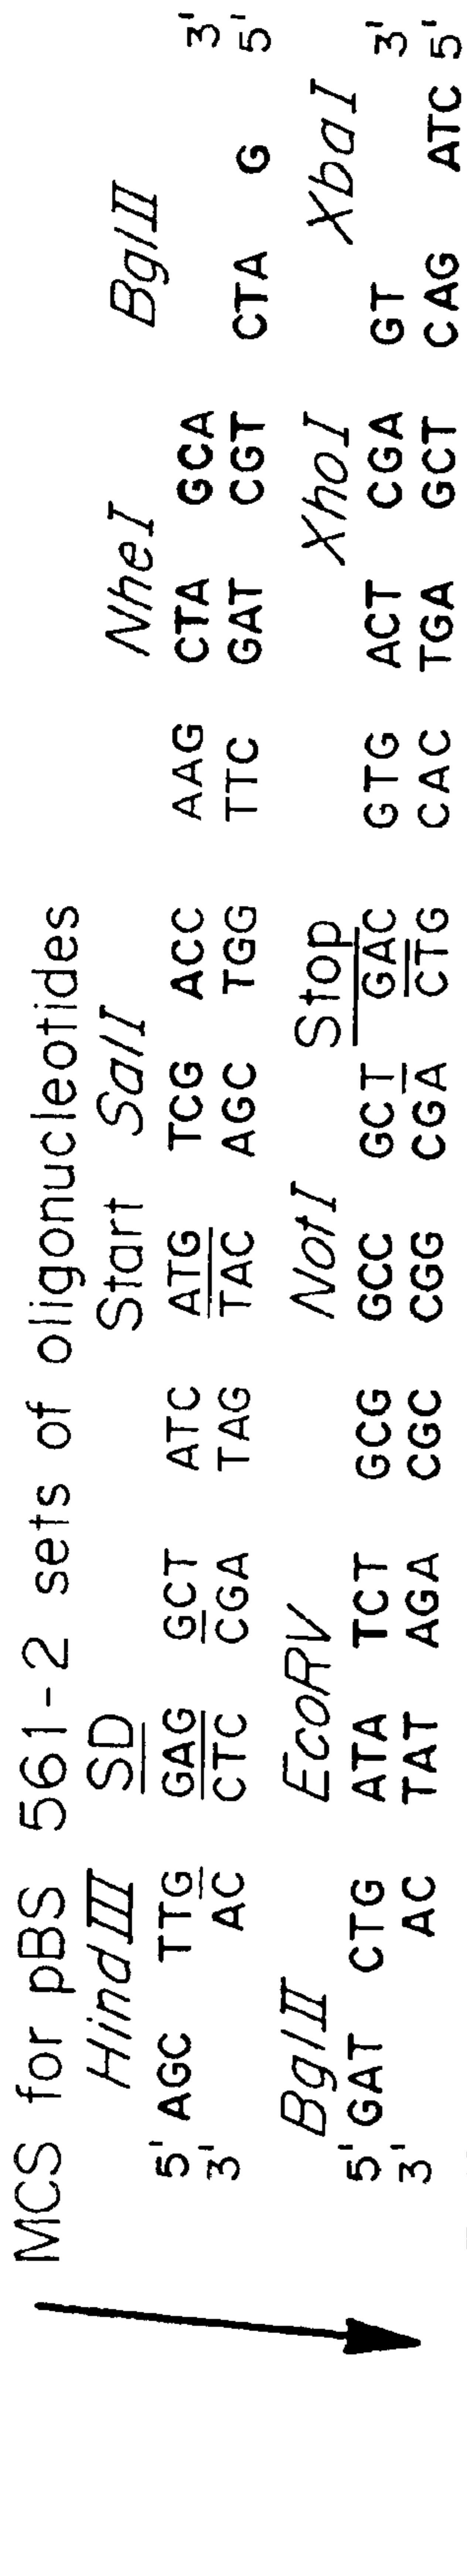 MCS for pBS 561-2 sets of oligonucleotides
HindIII SD Start SalI NheI BglII
5' AGC TTG GAG GCT ATC ATG TCG ACC AAG CTA GCA 3'
3' AC CTC CGA TAG TAC AGC TGG TTC GAT CGT CTA G 5'
BglII EcoRV NotI Stop XhoI XbaI
5' GAT CTG ATA TCT GCG GCC GCT GAC GTG ACT CGA GT 3'
3' AC TAT AGA CGC CGG CGA CTG CAC TGA GCT CAG ATC 5'